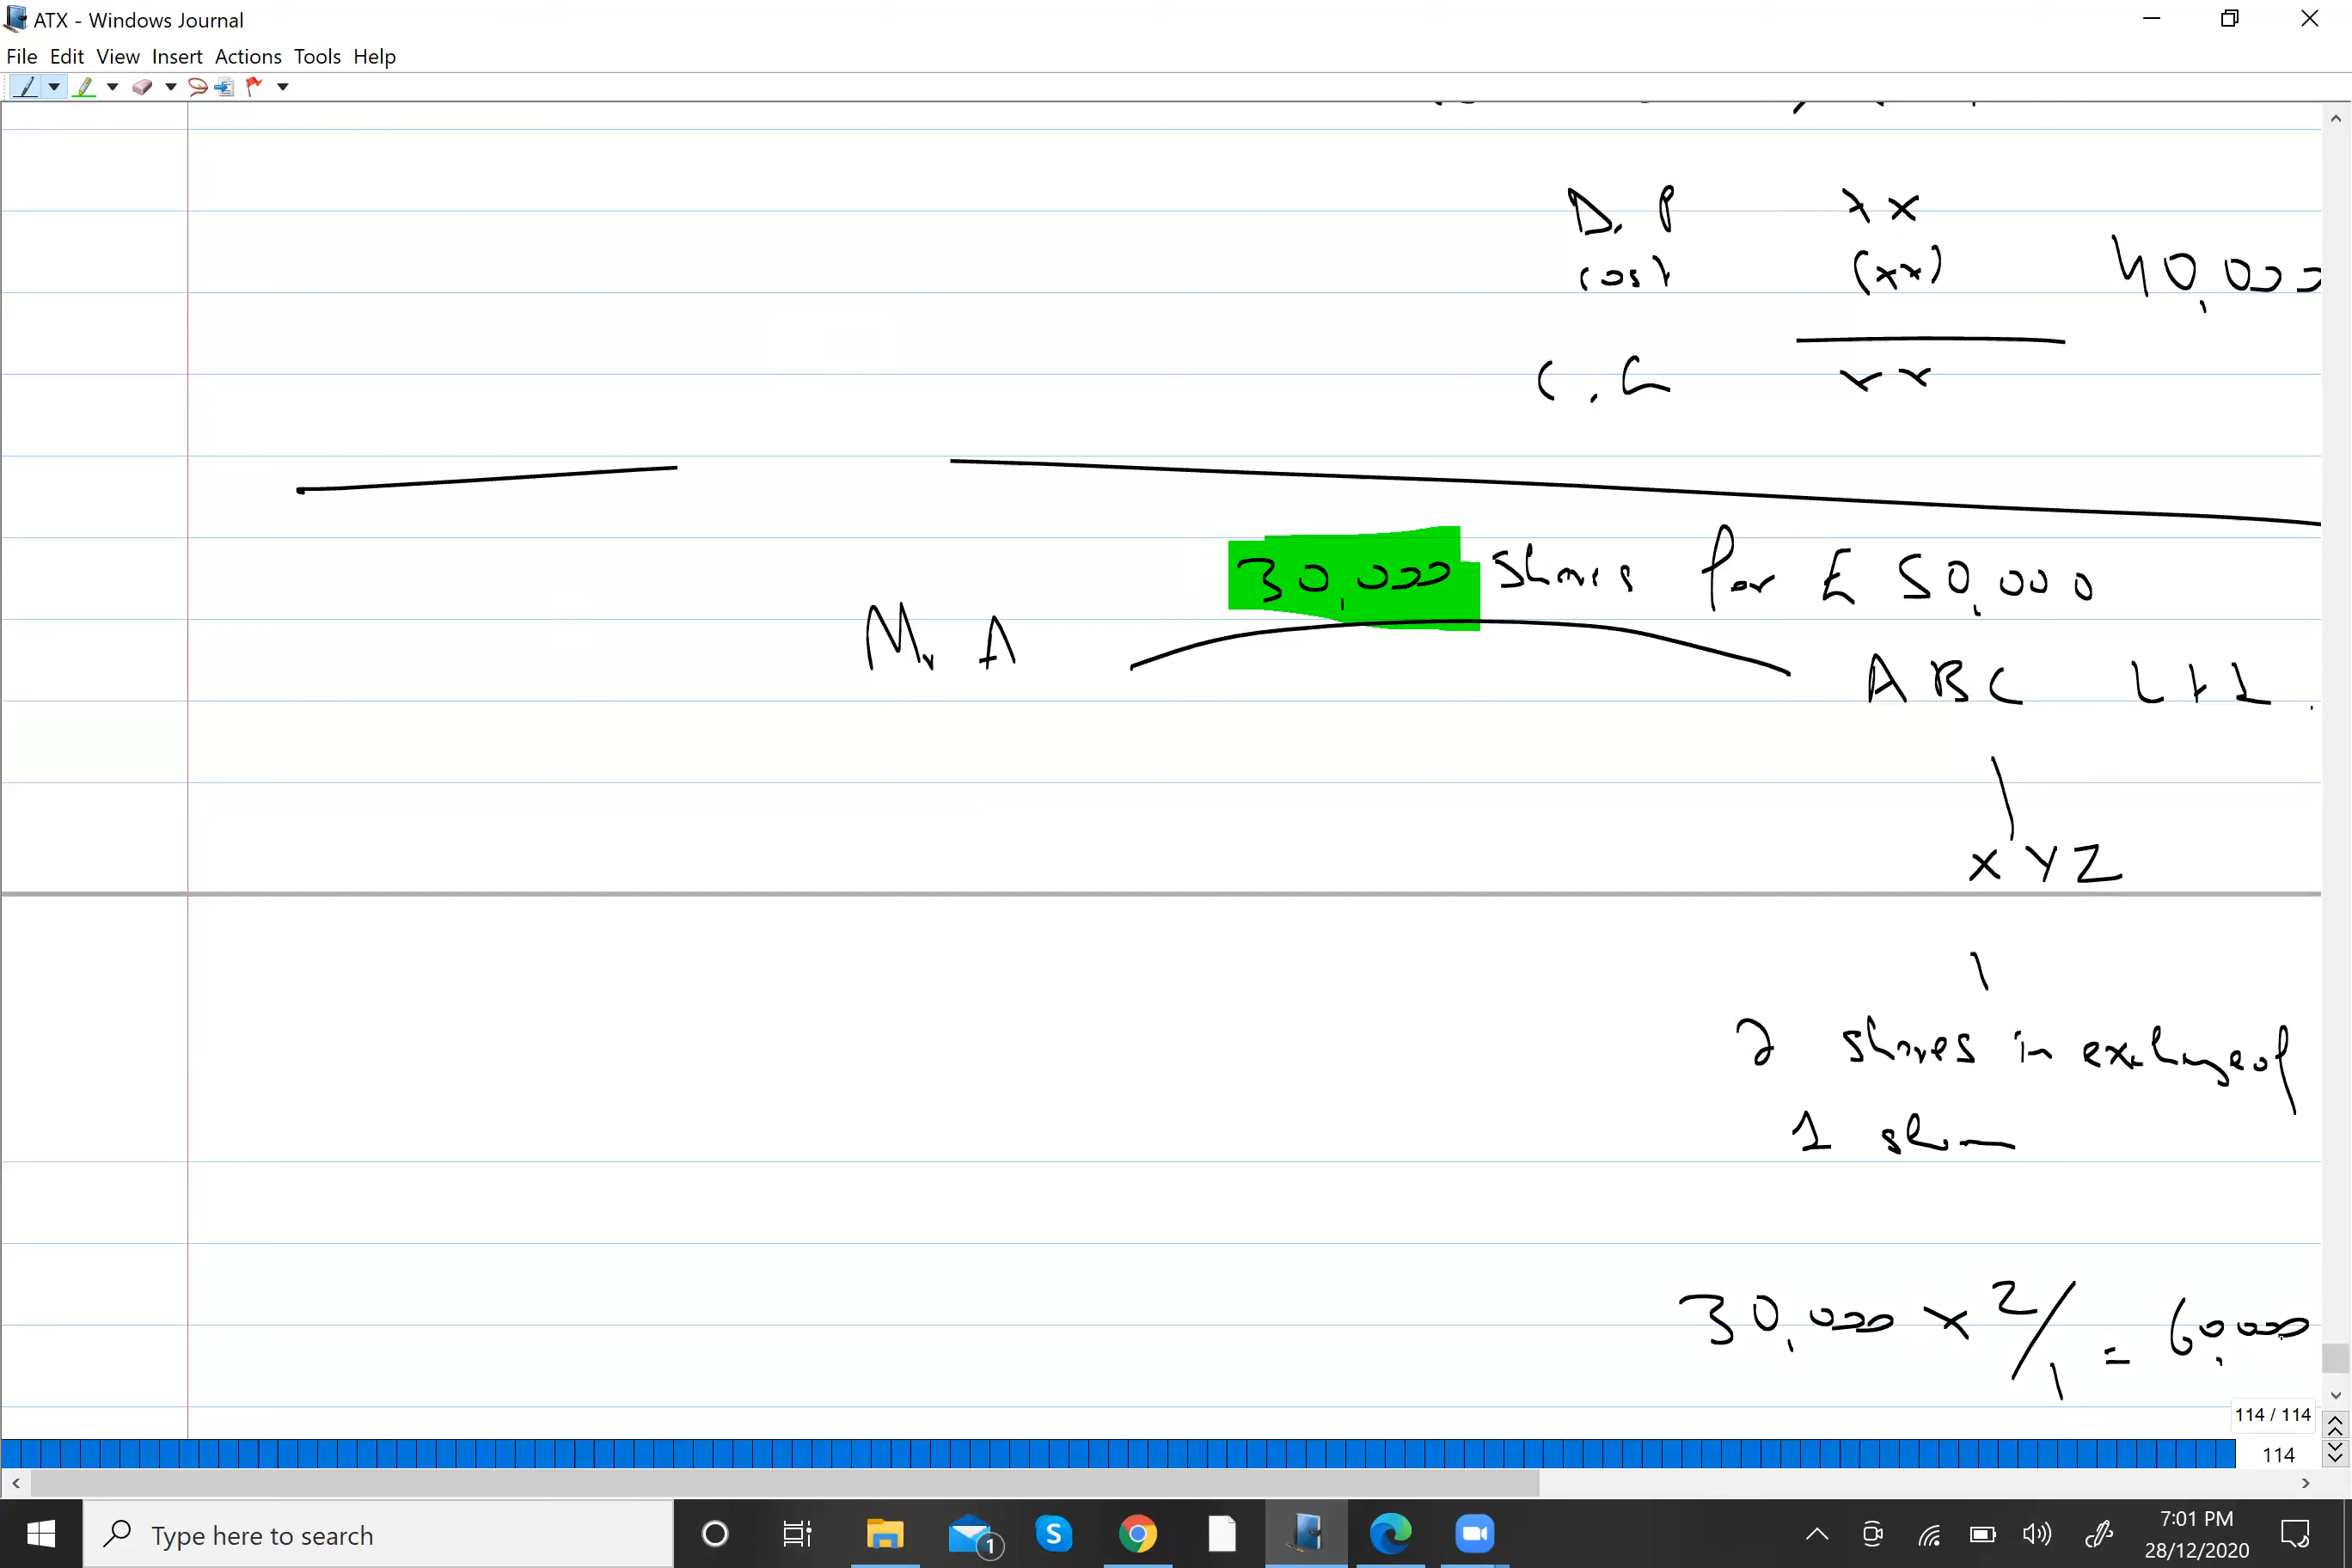 ATX - Windows Journal
File Edit View Insert Actions Tools Help
D.P xx
cost (xx) 40,000
C.G xx
30,000 shares for £ 50,000
Mr A
ABC Ltd.
XYZ
2 shares in exchange of
1 share
30,000 x 2/1 = 60,000
114 / 114
114
Type here to search
1
7:01 PM
28/12/2020